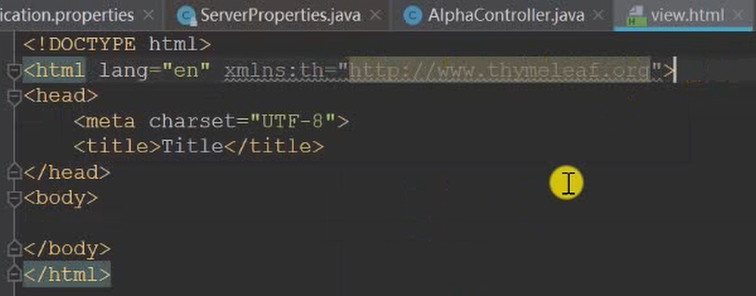 ication.properties × ServerProperties.java × AlphaController.java × view.html ×
<!DOCTYPE html>
<html lang="en" xmlns:th="http://www.thymeleaf.org">
<head>
    <meta charset="UTF-8">
    <title>Title</title>
</head>
<body>
</body>
</html>